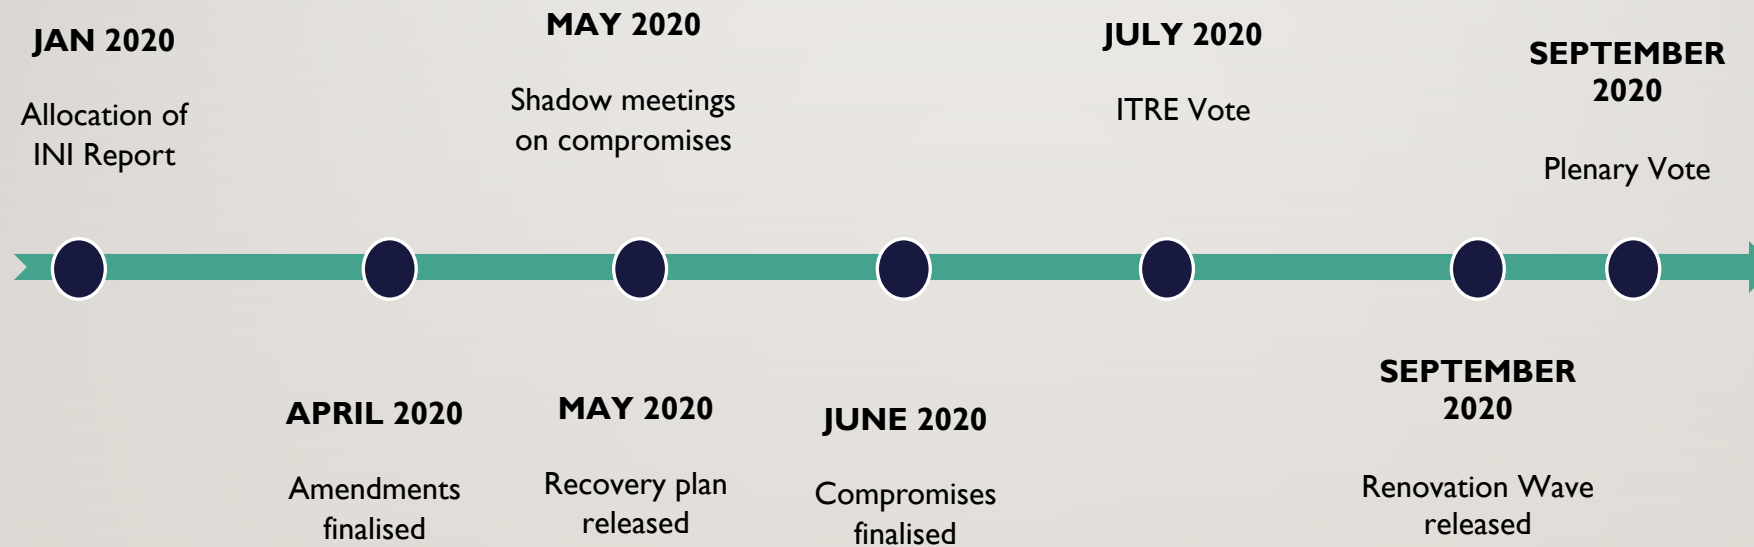 JAN 2020
Allocation of
INI Report
MAY 2020
Shadow meetings
on compromises
JULY 2020
ITRE Vote
SEPTEMBER
2020
Plenary Vote
APRIL 2020
Amendments
finalised
MAY 2020
Recovery plan
released
JUNE 2020
Compromises
finalised
SEPTEMBER
2020
Renovation Wave
released